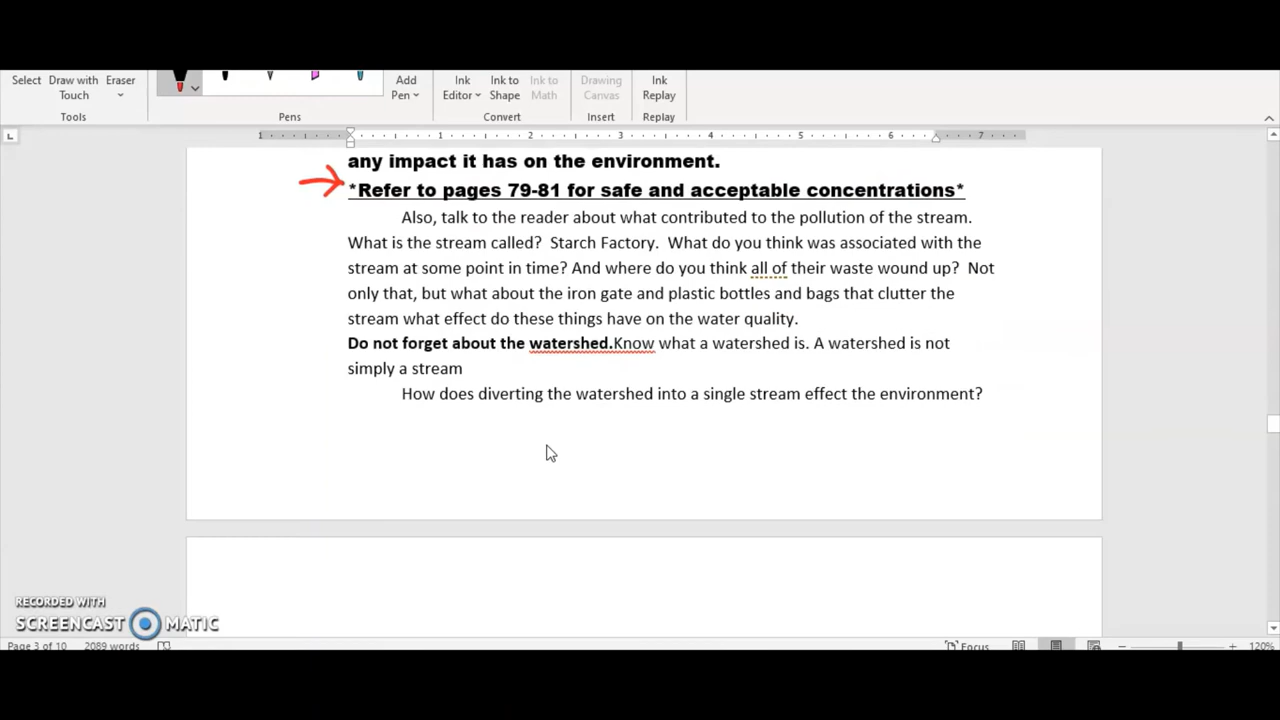 Select
Draw with Touch
Eraser
Tools
Pens
Add Pen
Ink Editor
Ink to Shape
Ink to Math
Convert
Drawing Canvas
Insert
Ink Replay
Replay
1 1 2 3 4 5 6 7
any impact it has on the environment.
*Refer to pages 79-81 for safe and acceptable concentrations*
Also, talk to the reader about what contributed to the pollution of the stream.
What is the stream called?  Starch Factory.  What do you think was associated with the
stream at some point in time? And where do you think all of their waste wound up?  Not
only that, but what about the iron gate and plastic bottles and bags that clutter the
stream what effect do these things have on the water quality.
Do not forget about the watershed.Know what a watershed is. A watershed is not
simply a stream
How does diverting the watershed into a single stream effect the environment?
RECORDED WITH
SCREENCAST MATIC
Page 3 of 10 2089 words Focus 120%